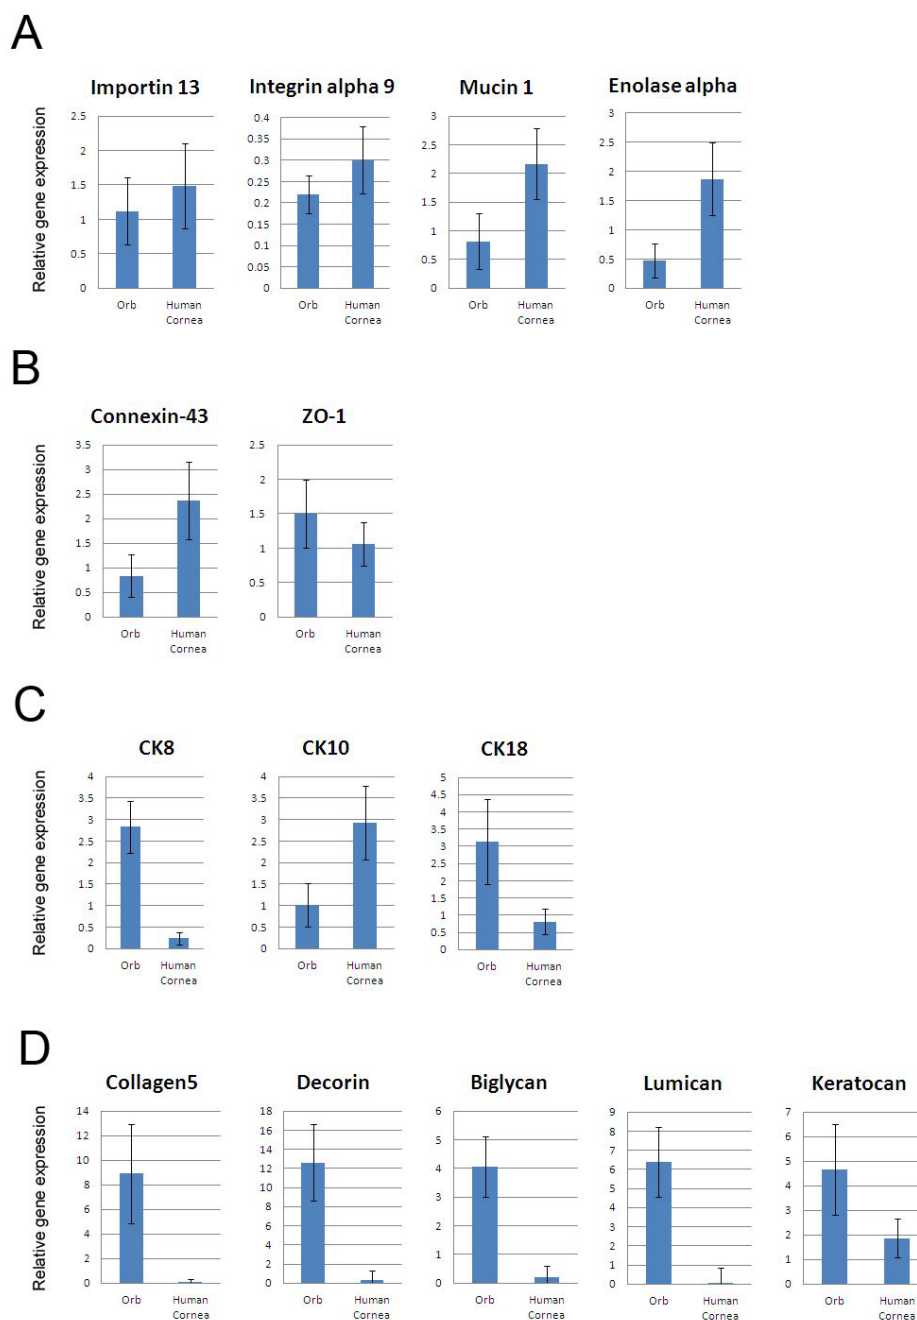 A
Importin 13
Integrin alpha 9
Mucin 1
Enolase alpha
Relative gene expression
2.5
2
1.5
1
0.5
0
Orb
Human
Cornea
0.4
0.35
0.3
0.25
0.2
0.15
0.1
0.05
0
Orb
Human
Cornea
3
2.5
2
1.5
1
0.5
0
Orb
Human
Cornea
3
2.5
2
1.5
1
0.5
0
Orb
Human
Cornea
B
Connexin-43
ZO-1
Relative gene expression
3.5
3
2.5
2
1.5
1
0.5
0
Orb
Human
Cornea
2.5
2
1.5
1
0.5
0
Orb
Human
Cornea
C
CK8
CK10
CK18
Relative gene expression
4
3.5
3
2.5
2
1.5
1
0.5
0
Orb
Human
Cornea
4
3.5
3
2.5
2
1.5
1
0.5
0
Orb
Human
Cornea
5
4.5
4
3.5
3
2.5
2
1.5
1
0.5
0
Orb
Human
Cornea
D
Collagen5
Decorin
Biglycan
Lumican
Keratocan
Relative gene expression
14
12
10
8
6
4
2
0
Orb
Human
Cornea
18
16
14
12
10
8
6
4
2
0
Orb
Human
Cornea
6
5
4
3
2
1
0
Orb
Human
Cornea
9
8
7
6
5
4
3
2
1
0
Orb
Human
Cornea
7
6
5
4
3
2
1
0
Orb
Human
Cornea